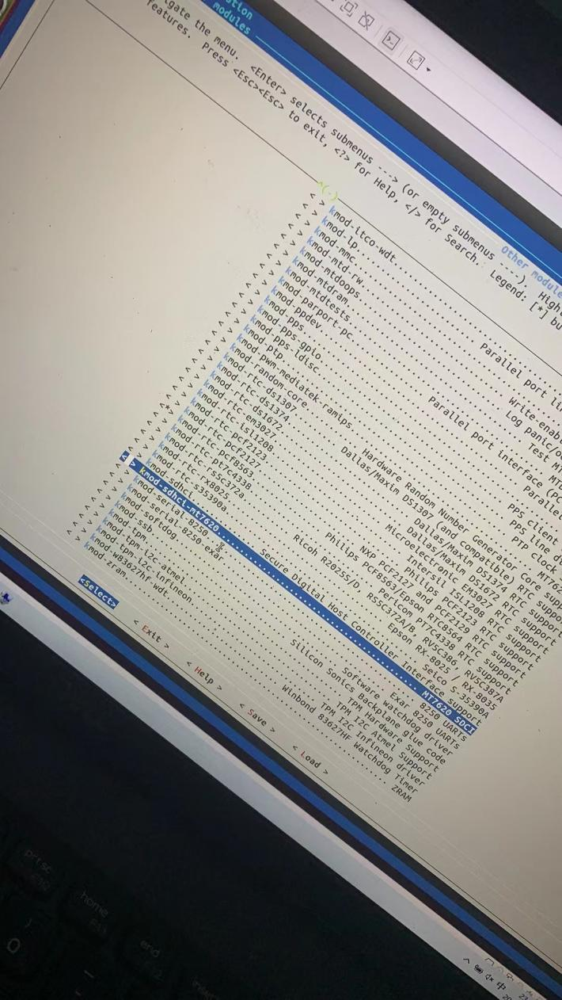 ution
modules
Other module
igate the menu. <Enter> selects submenus ---> (or empty submenus ----). High
features. Press <Esc><Esc> to exit, <?> for Help, </> for Search. Legend: [*] bu
^(-)
< > kmod-itco-wdt
< > kmod-lp Parallel port li
< > kmod-mmc
< > kmod-mtd-rw Write-enab
< > kmod-mtdoops Log panic/o
< > kmod-mtdram Test M
< > kmod-mtdtests MTD
< > kmod-parport-pc Parallel port interface (PC
< > kmod-ppdev Parallel
< > kmod-pps
< > kmod-pps-gpio PPS client
< > kmod-pps-ldisc PPS line d
< > kmod-ptp PTP clock
< > kmod-pwm-mediatek-ramips MT762
< > kmod-random-core Hardware Random Number Generator Core sup
< > kmod-rtc-ds1307 Dallas/Maxim DS1307 (and compatible) RTC support
< > kmod-rtc-ds1374 Dallas/Maxim DS1374 RTC support
< > kmod-rtc-ds1672 Dallas/Maxim DS1672 RTC support
< > kmod-rtc-em3027 Microelectronic EM3027 RTC support
< > kmod-rtc-isl1208 Intersil ISL1208 RTC support
< > kmod-rtc-pcf2123 Philips PCF2123 RTC support
< > kmod-rtc-pcf2127 NXP PCF2127 and PCF2129 RTC support
< > kmod-rtc-pcf8563 Philips PCF8563/Epson RTC8564 RTC support
< > kmod-rtc-pt7c4338 Pericom PT7C4338 RTC support
< > kmod-rtc-rs5c372a Ricoh R2025S/D, RS5C372A/B, RV5C386, RV5C387A
< > kmod-rtc-rx8025 Epson RX-8025 / RX-8035
< > kmod-rtc-s35390a Seico S-35390A
<*> kmod-sdhci Secure Digital Host Controller Interface support
< > kmod-sdhci-mt7620 MT7620 SDCI
< > kmod-serial-8250 8250 UARTs
< > kmod-serial-8250-exar Exar 8250 UARTs
< > kmod-softdog Software watchdog driver
< > kmod-ssb Silicon Sonics Backplane glue code
< > kmod-tpm TPM Hardware Support
< > kmod-tpm-i2c-atmel TPM I2C Atmel Support
< > kmod-tpm-i2c-infineon TPM I2C Infineon driver
< > kmod-w83627hf-wdt Winbond 83627HF Watchdog Timer
< > kmod-zram ZRAM
<Select> < Exit > < Help > < Save > < Load >
中
prtsc
home
end